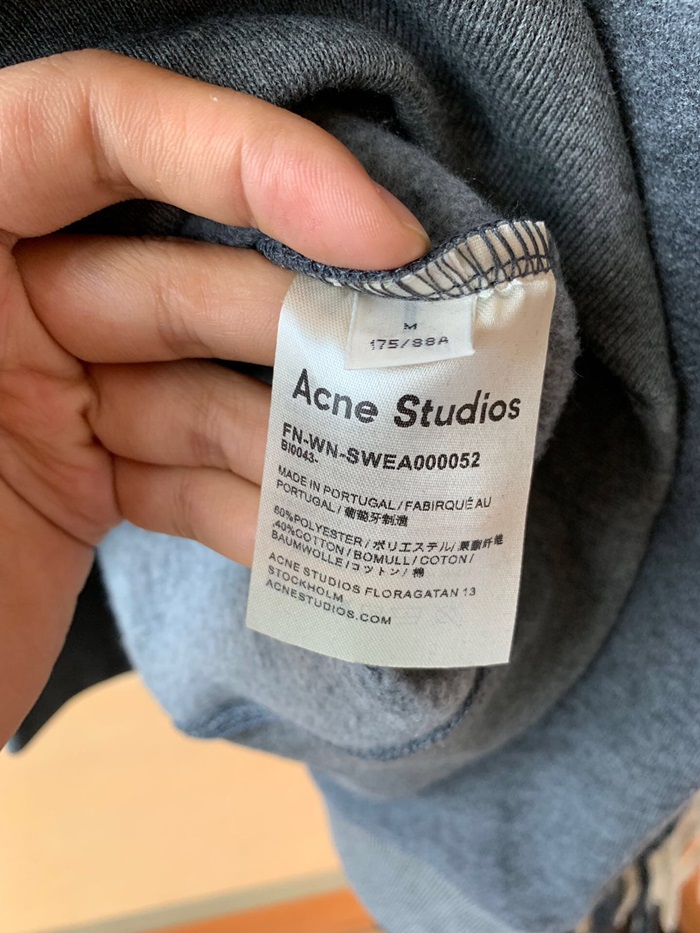 M
175/88A
Acne Studios
FN-WN-SWEA000052
BI0043-
MADE IN PORTUGAL/FABIRQUÉ AU
PORTUGAL/葡萄牙制造
60%POLYESTER/ポリエステル/聚酯纤维
,40%COTTON/BOMULL/COTON/
BAUMWOLLE/コットン/棉
ACNE STUDIOS FLORAGATAN 13
STOCKHOLM
ACNESTUDIOS.COM